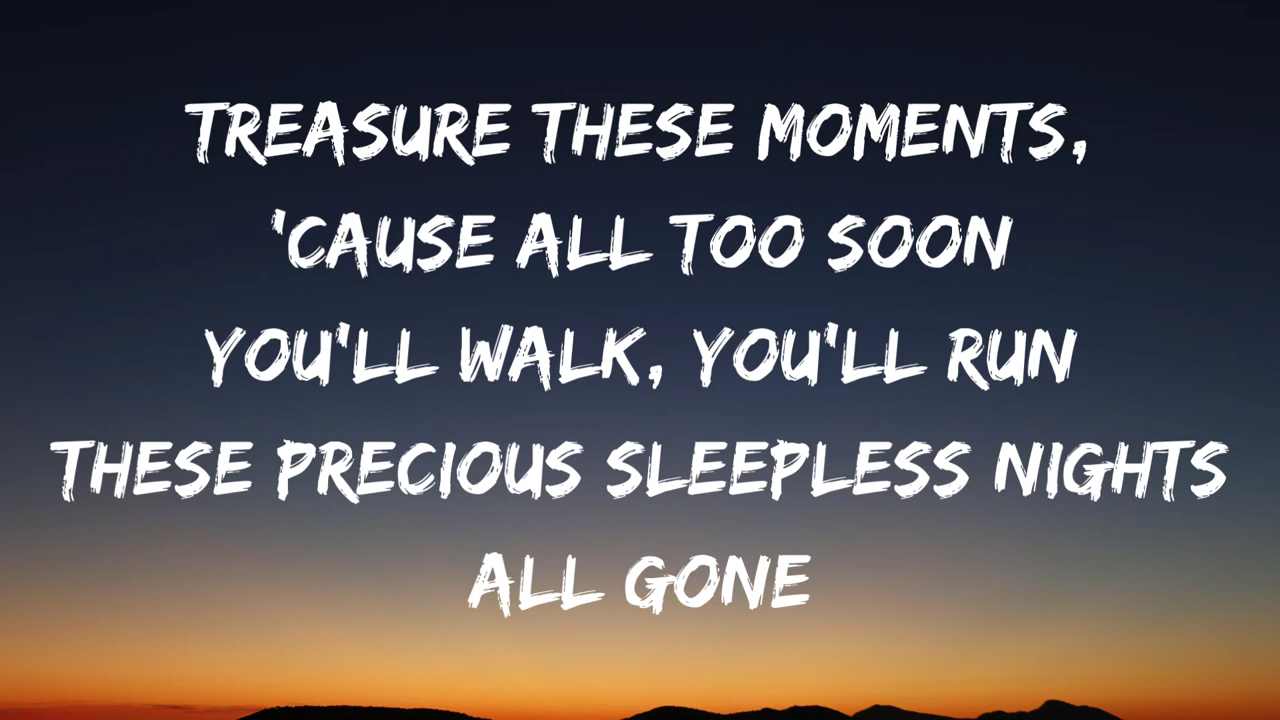 TREASURE THESE MOMENTS,
'CAUSE ALL TOO SOON
YOU'LL WALK, YOU'LL RUN
THESE PRECIOUS SLEEPLESS NIGHTS
ALL GONE